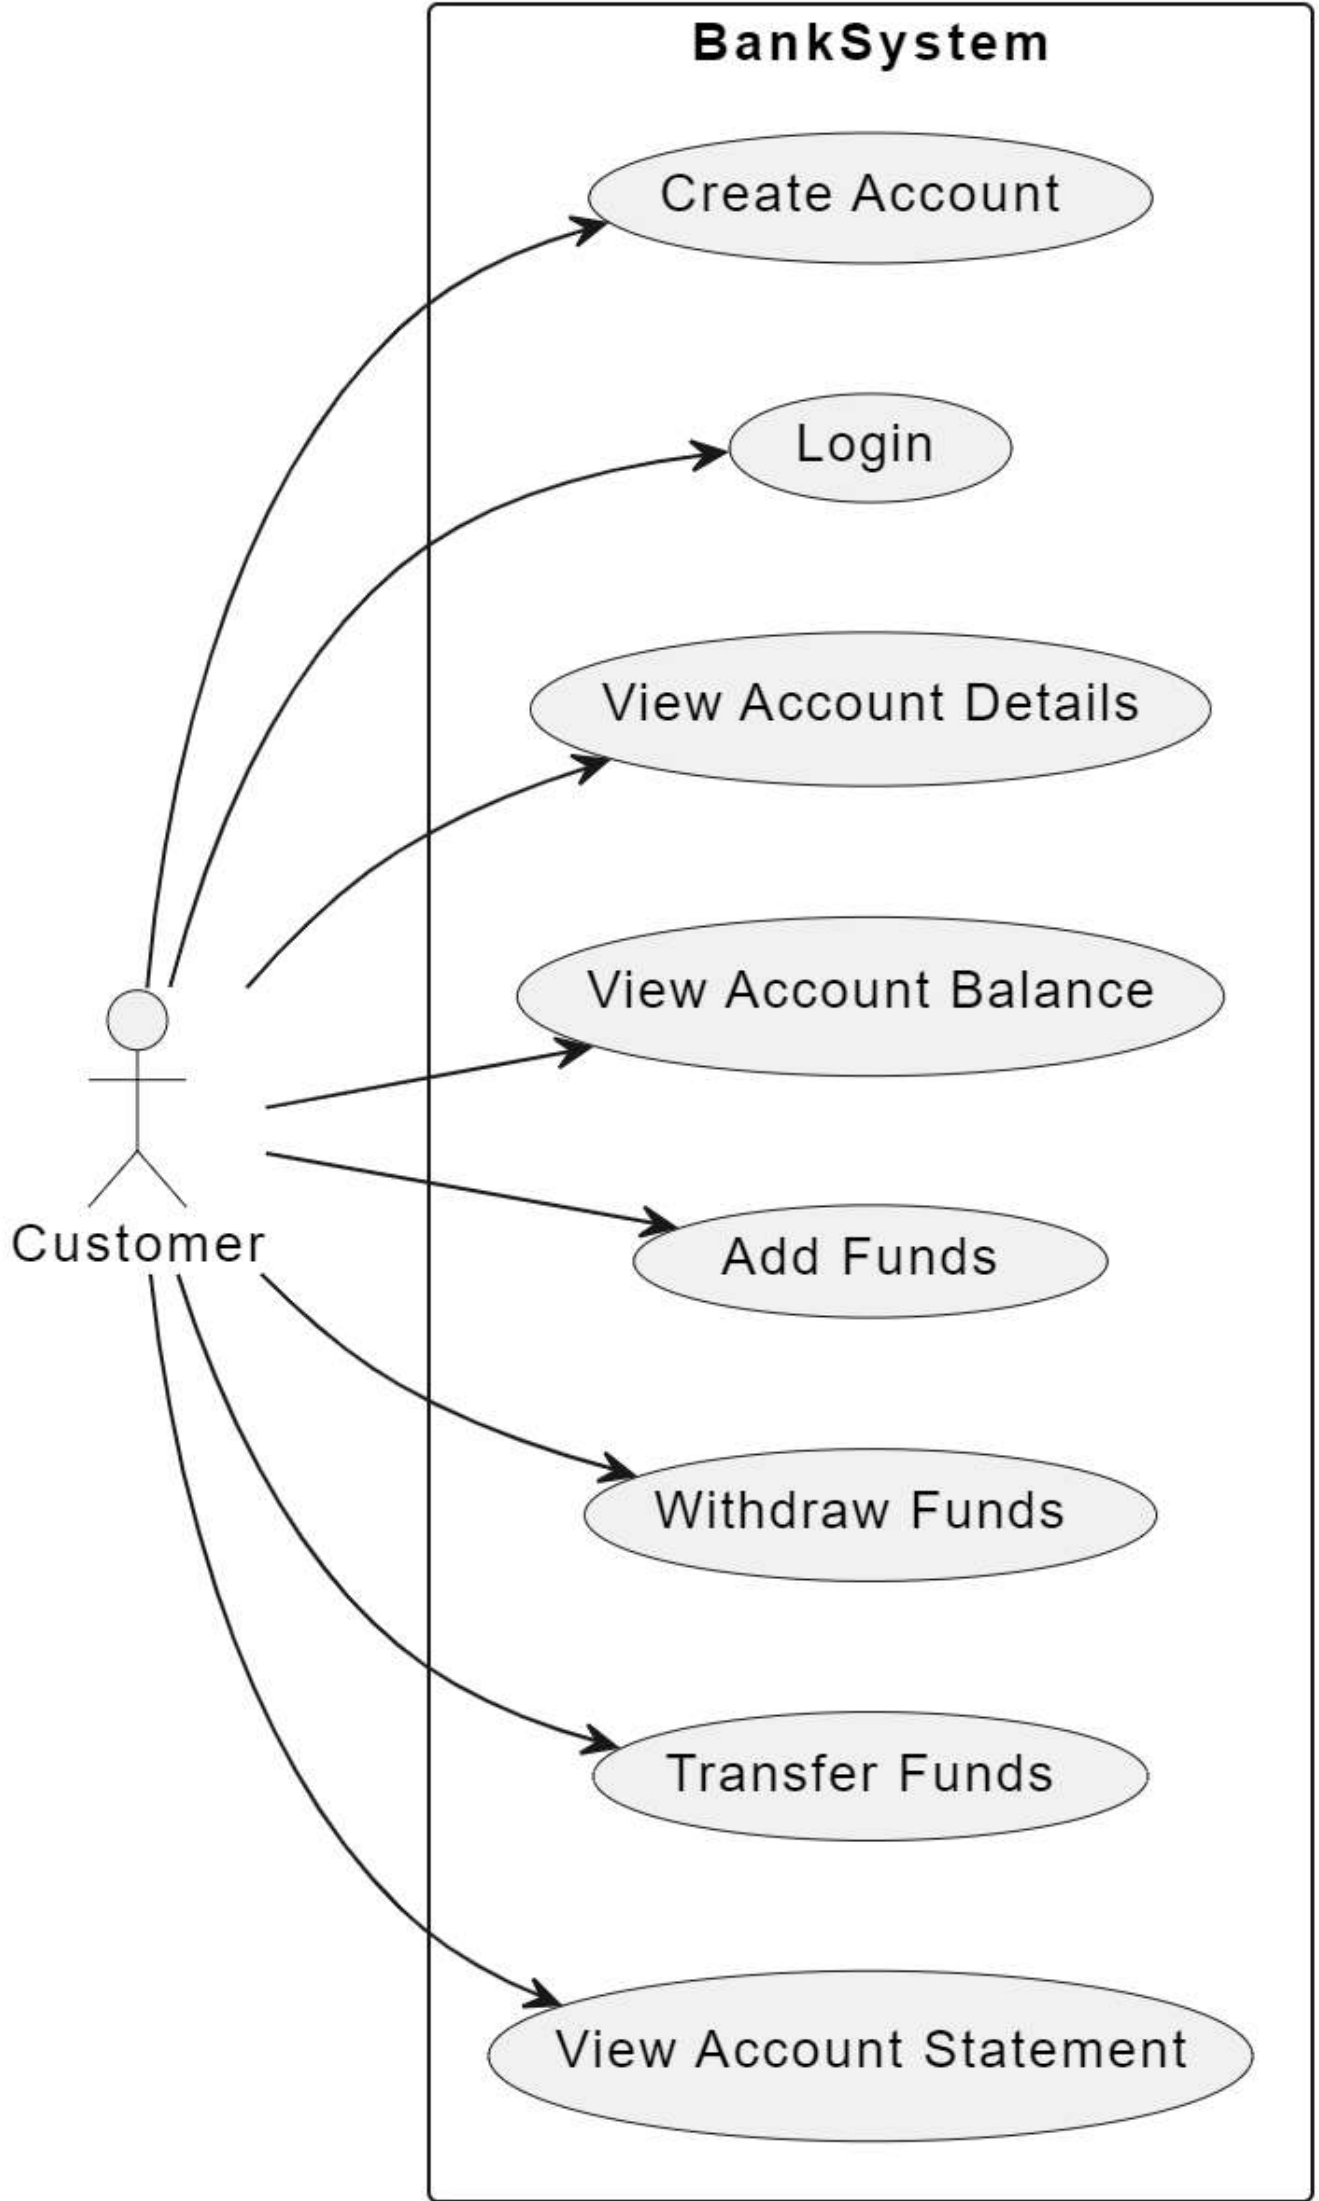 BankSystem
Create Account
Login
View Account Details
View Account Balance
Add Funds
Customer
Withdraw Funds
Transfer Funds
View Account Statement